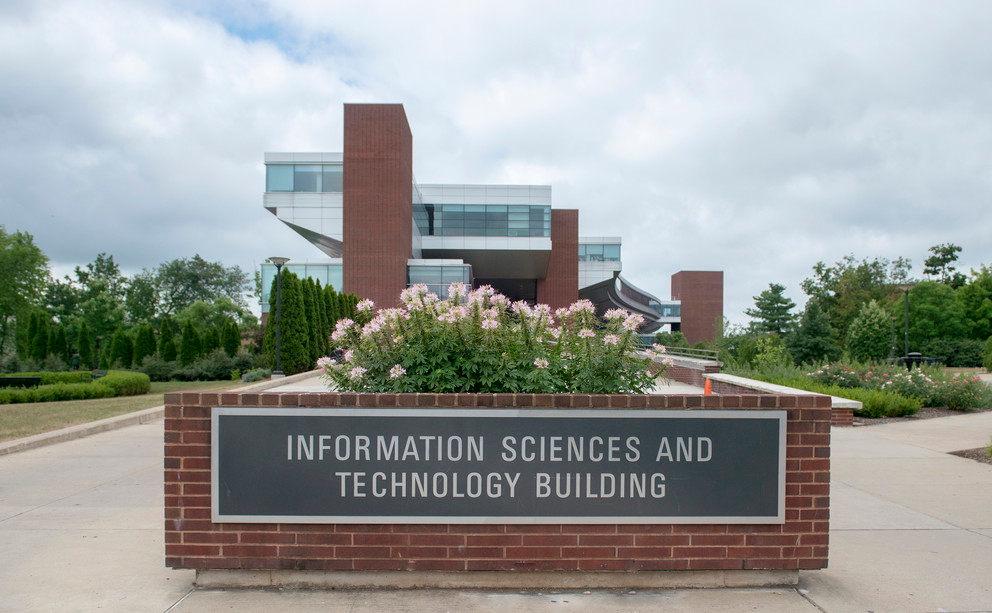 INFORMATION SCIENCES AND
TECHNOLOGY BUILDING